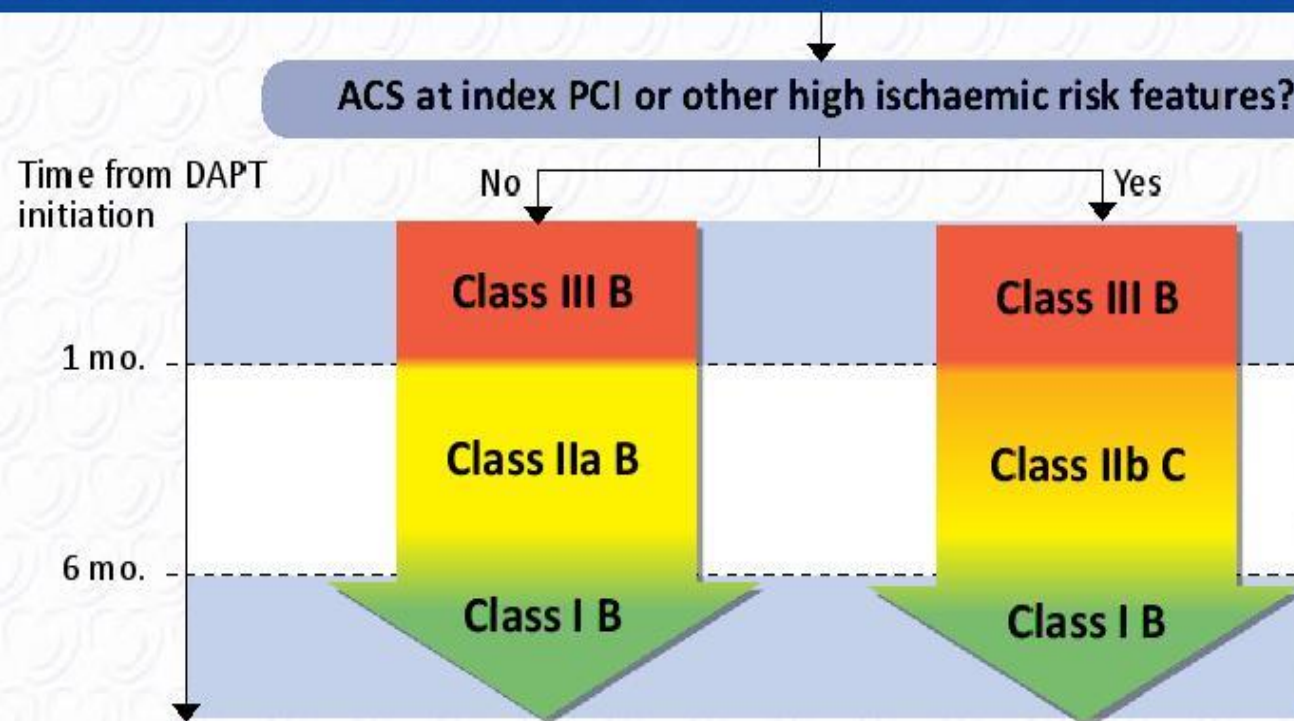 ACS at index PCI or other high ischaemic risk features?
Time from DAPT
initiation
No
Yes
Class III B
Class III B
1 mo.
Class IIa B
Class IIb C
6 mo.
Class I B
Class I B